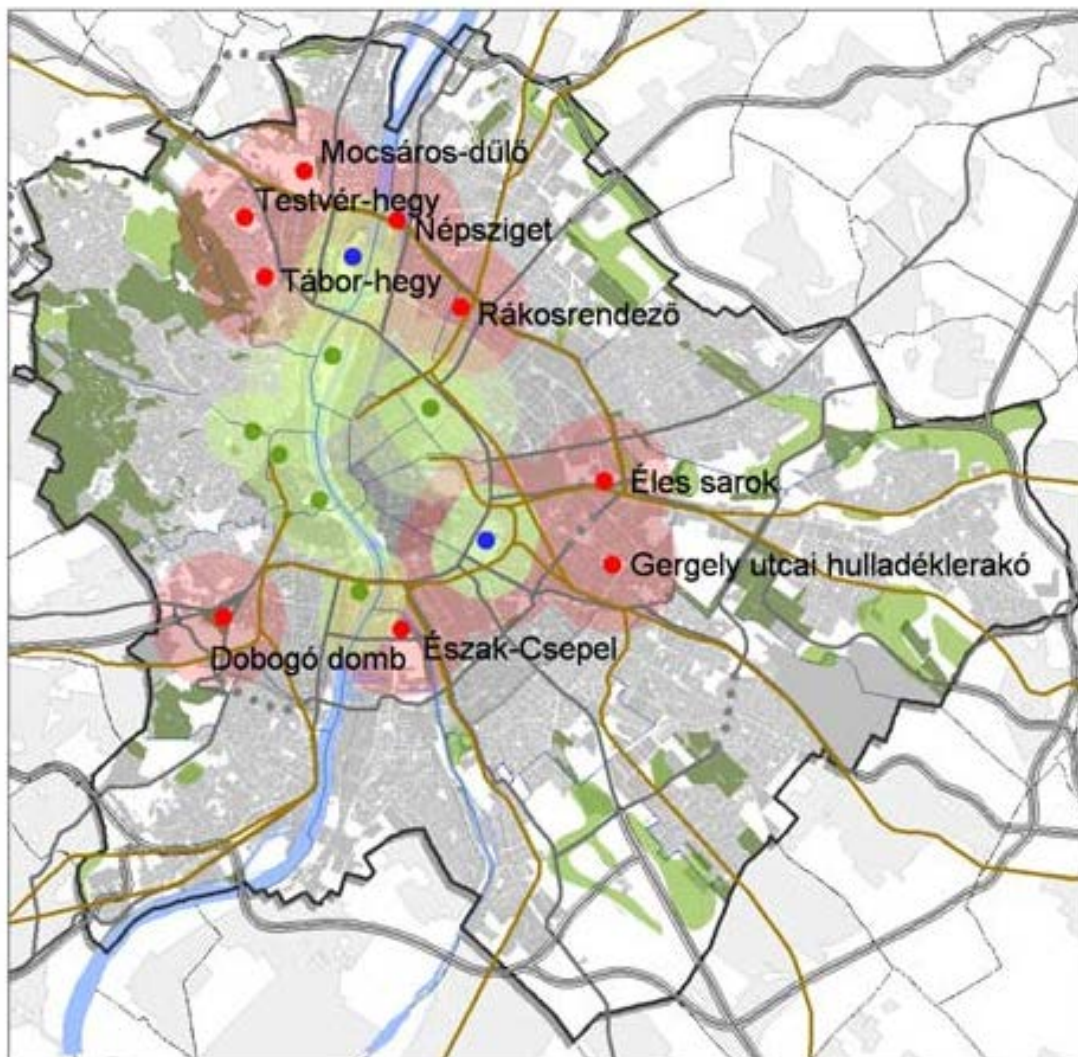 Mocsáros-dűlő
Testvér-hegy
Népsziget
Tábor-hegy
Rákosrendező
Éles sarok
Gergely utcai hulladéklerakó
Észak-Csepel
Dobogó domb